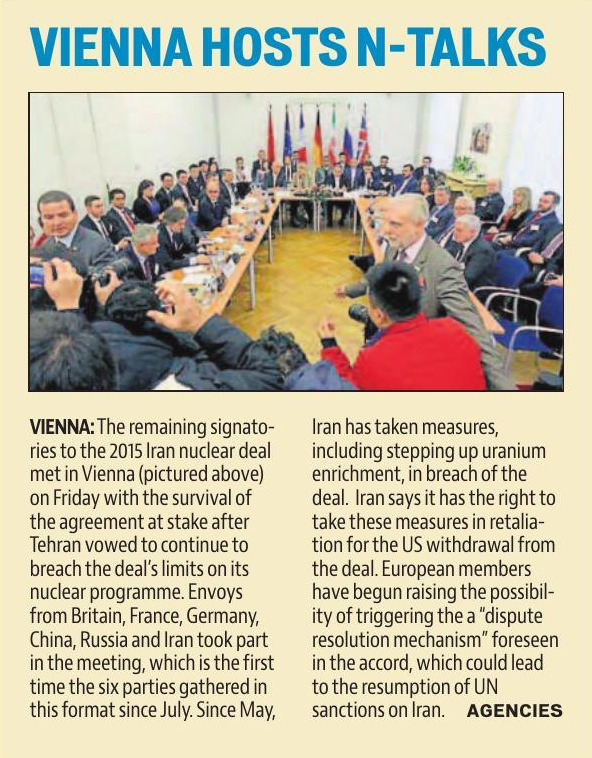 VIENNA HOSTS N-TALKS
VIENNA: The remaining signato-
ries to the 2015 Iran nuclear deal
met in Vienna (pictured above)
on Friday with the survival of
the agreement at stake after
Tehran vowed to continue to
breach the deal's limits on its
nuclear programme. Envoys
from Britain, France, Germany,
China, Russia and Iran took part
in the meeting, which is the first
time the six parties gathered in
this format since July. Since May,
Iran has taken measures,
including stepping up uranium
enrichment, in breach of the
deal. Iran says it has the right to
take these measures in retalia-
tion for the US withdrawal from
the deal. European members
have begun raising the possibil-
ity of triggering the a “dispute
resolution mechanism” foreseen
in the accord, which could lead
to the resumption of UN
sanctions on Iran. AGENCIES